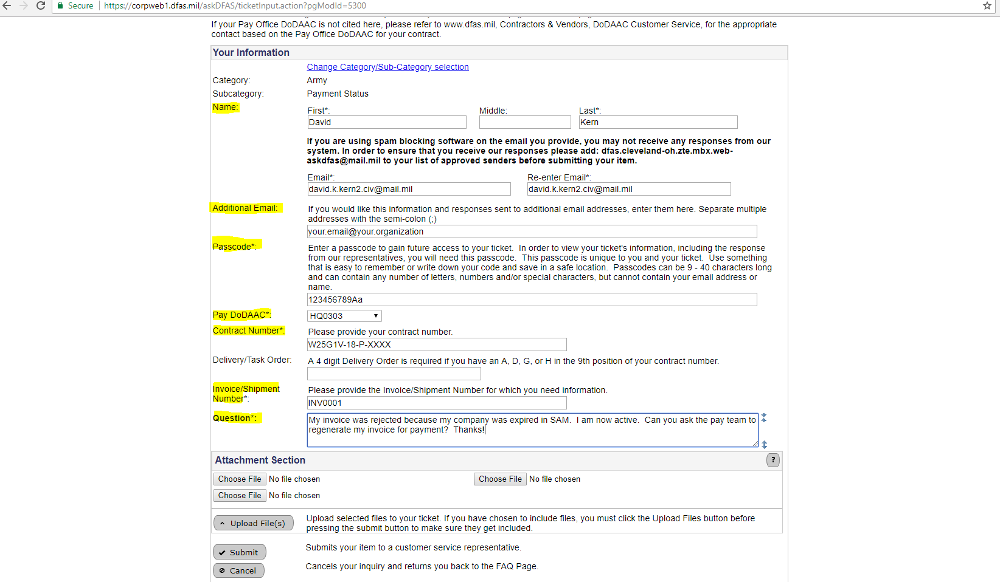 Secure https://corpweb1.dfas.mil/askDFAS/ticketInput.action?pgModId=5300
If your Pay Office DoDAAC is not cited here, please refer to www.dfas.mil, Contractors & Vendors, DoDAAC Customer Service, for the appropriate
contact based on the Pay Office DoDAAC for your contract.
Your Information
Change Category/Sub-Category selection
Category: Army
Subcategory: Payment Status
Name:
First*: Middle: Last*:
David Kern
If you are using spam blocking software on the email you provide, you may not receive any responses from our
system. In order to ensure that you receive our responses please add: dfas.cleveland-oh.zte.mbx.web-
askdfas@mail.mil to your list of approved senders before submitting your item.
Email*: Re-enter Email*:
david.k.kern2.civ@mail.mil david.k.kern2.civ@mail.mil
Additional Email: If you would like this information and responses sent to additional email addresses, enter them here. Separate multiple
addresses with the semi-colon (;)
your.email@your.organization
Passcode*: Enter a passcode to gain future access to your ticket. In order to view your ticket's information, including the response
from our representatives, you will need this passcode. This passcode is unique to you and your ticket. Use something
that is easy to remember or write down your code and save in a safe location. Passcodes can be 9 - 40 characters long
and can contain any number of letters, numbers and/or special characters, but cannot contain your email address or
name.
123456789Aa
Pay DoDAAC*: HQ0303
Contract Number*: Please provide your contract number.
W25G1V-18-P-XXXX
Delivery/Task Order: A 4 digit Delivery Order is required if you have an A, D, G, or H in the 9th position of your contract number.
Invoice/Shipment Please provide the Invoice/Shipment Number for which you need information.
Number*:
INV0001
Question*: My invoice was rejected because my company was expired in SAM. I am now active. Can you ask the pay team to
regenerate my invoice for payment? Thanks!
Attachment Section ?
Choose File No file chosen Choose File No file chosen
Choose File No file chosen
Upload File(s) Upload selected files to your ticket. If you have chosen to include files, you must click the Upload Files button before
pressing the submit button to make sure they get included.
Submit Submits your item to a customer service representative.
Cancel Cancels your inquiry and returns you back to the FAQ Page.